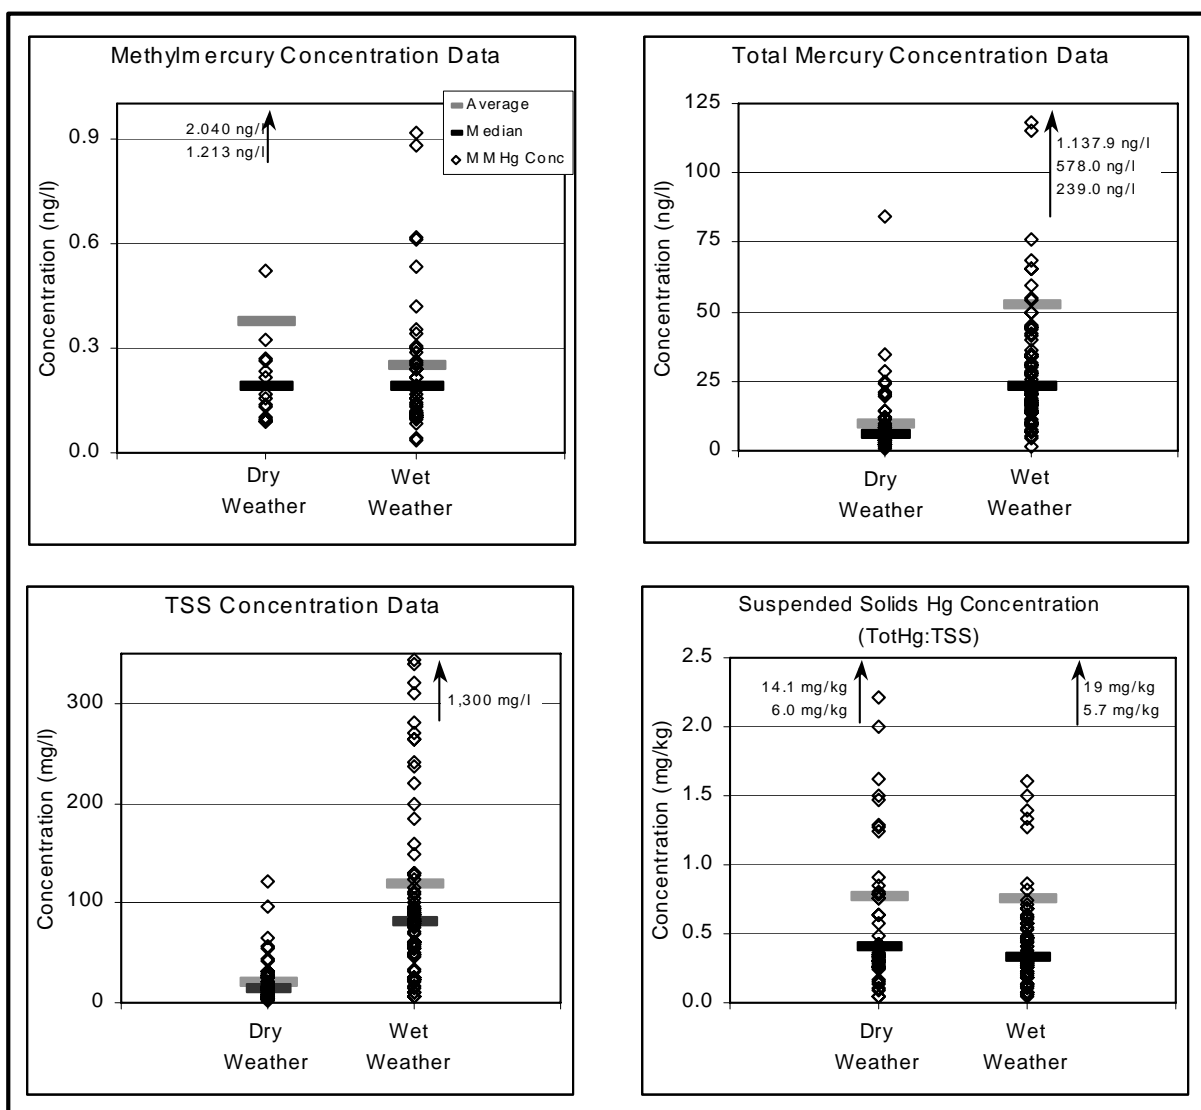 Methylmercury Concentration Data
Concentration (ng/l)
0.9
0.6
0.3
0.0
2.040 ng/l
1.213 ng/l
Average
Median
MMHg Conc
Dry
Weather
Wet
Weather
Total Mercury Concentration Data
Concentration (ng/l)
125
100
75
50
25
0
1.137.9 ng/l
578.0 ng/l
239.0 ng/l
Dry
Weather
Wet
Weather
TSS Concentration Data
Concentration (mg/l)
300
200
100
0
1,300 mg/l
Dry
Weather
Wet
Weather
Suspended Solids Hg Concentration
(TotHg:TSS)
Concentration (mg/kg)
2.5
2.0
1.5
1.0
0.5
0.0
14.1 mg/kg
6.0 mg/kg
19 mg/kg
5.7 mg/kg
Dry
Weather
Wet
Weather